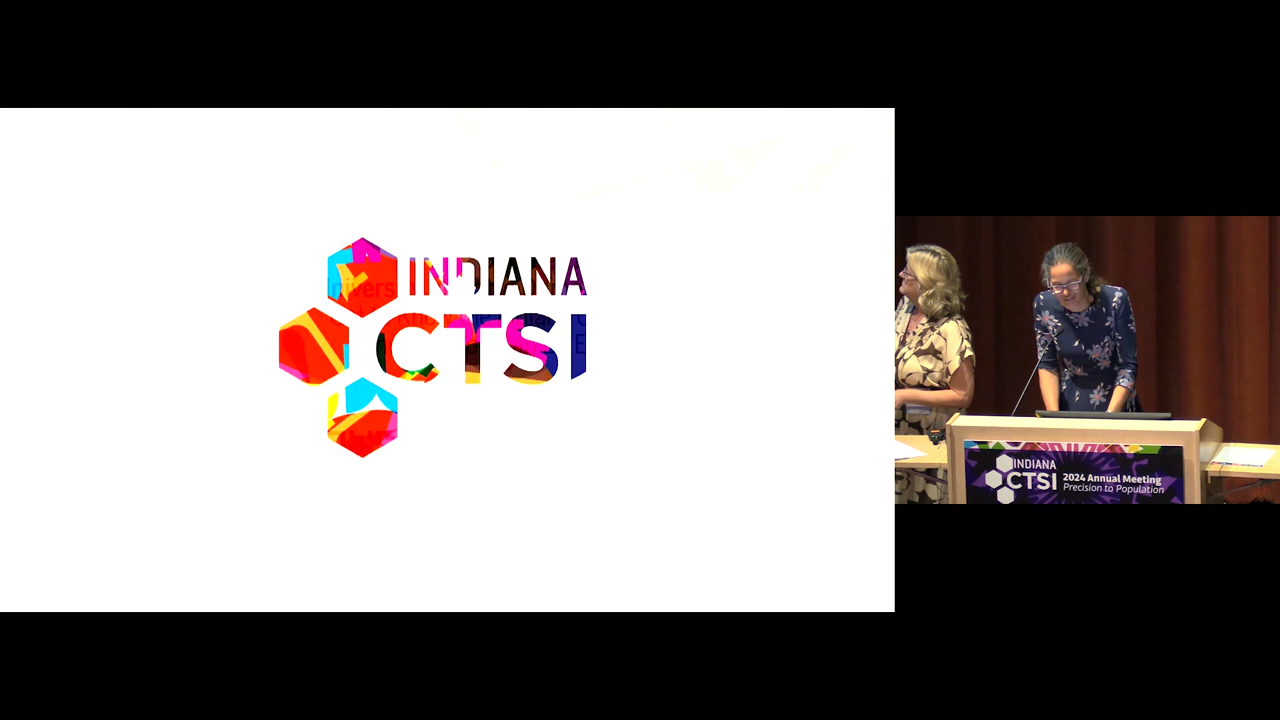 INDIANA
CTSI
INDIANA
CTSI
2024 Annual Meeting
Precision to Population